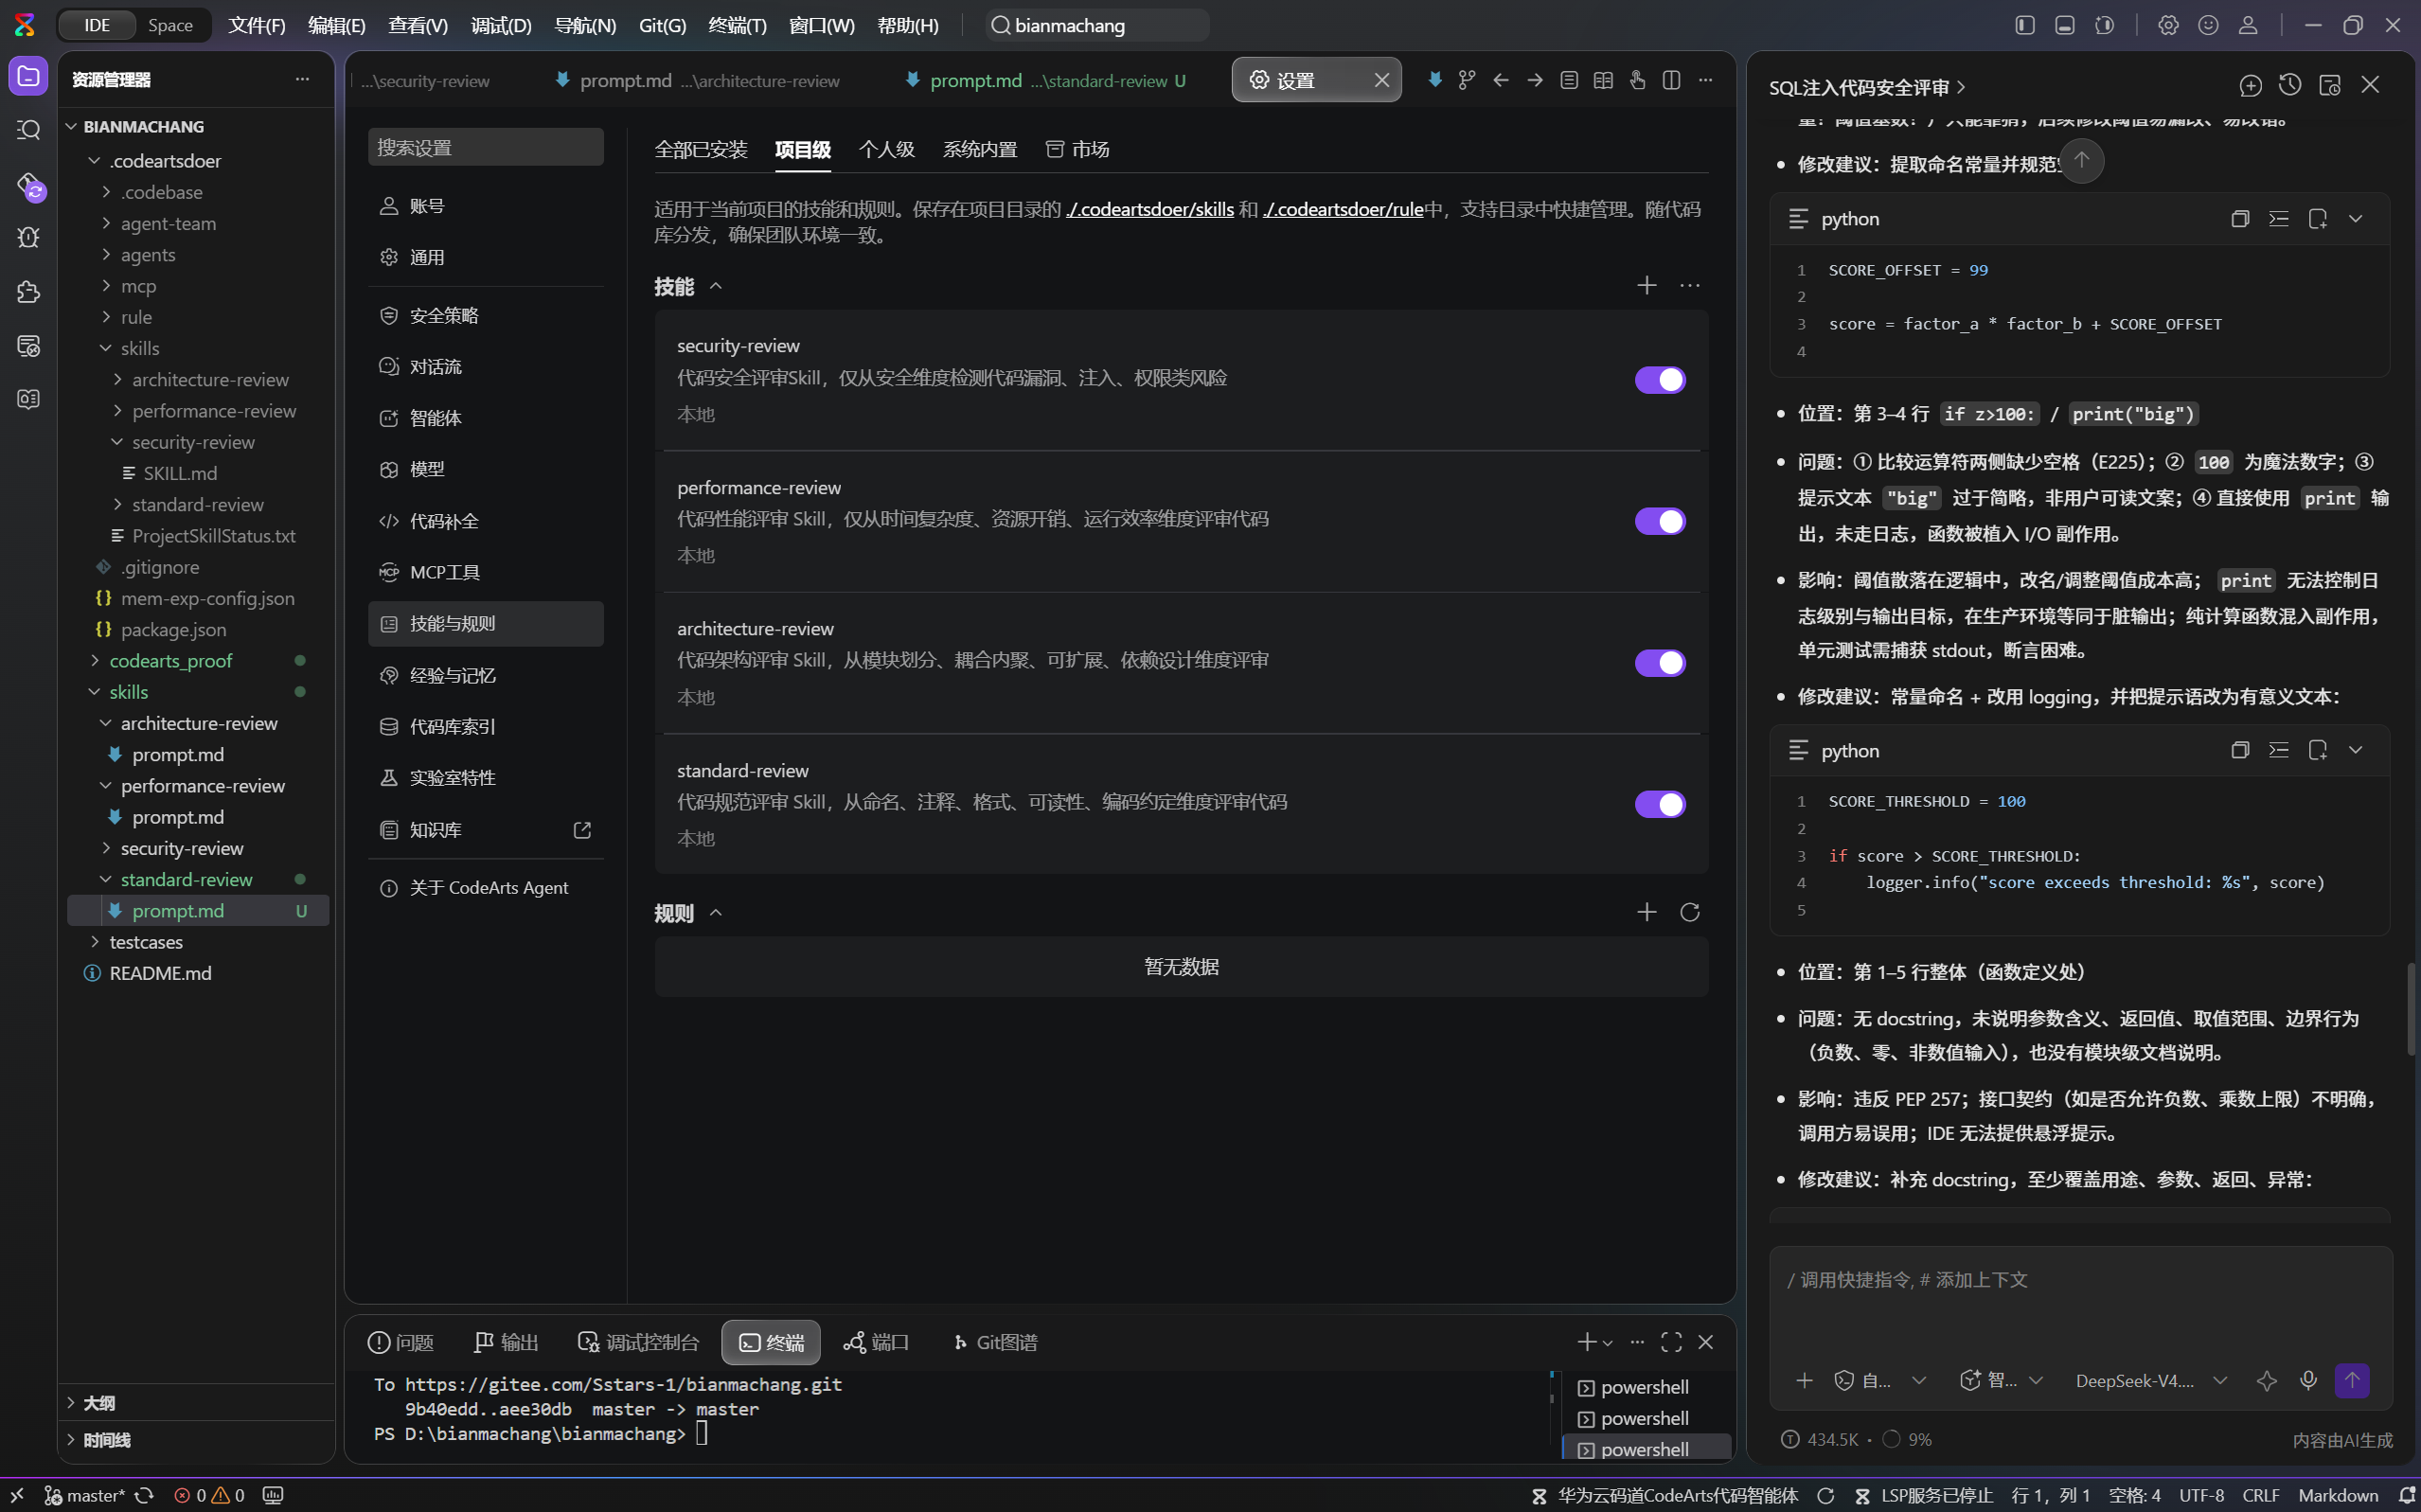 IDE Space 文件(F) 编辑(E) 查看(V) 调试(D) 导航(N) Git(G) 终端(T) 窗口(W) 帮助(H) bianmachang
资源管理器
BIANMACHANG
.codeartsdoer
.codebase
agent-team
agents
mcp
rule
skills
architecture-review
performance-review
security-review
SKILL.md
standard-review
ProjectSkillStatus.txt
.gitignore
mem-exp-config.json
package.json
codearts_proof
skills
architecture-review
prompt.md
performance-review
prompt.md
security-review
standard-review
prompt.md U
testcases
README.md
大纲
时间线
...\security-review prompt.md ...\architecture-review prompt.md ...\standard-review U 设置
搜索设置
账号
通用
安全策略
对话流
智能体
模型
代码补全
MCP工具
技能与规则
经验与记忆
代码库索引
实验室特性
知识库
关于 CodeArts Agent
全部已安装 项目级 个人级 系统内置 市场
适用于当前项目的技能和规则。保存在项目目录的 ./.codeartsdoer/skills 和 ./.codeartsdoer/rule中，支持目录中快捷管理。随代码
库分发，确保团队环境一致。
技能
security-review
代码安全评审Skill，仅从安全维度检测代码漏洞、注入、权限类风险
本地
performance-review
代码性能评审 Skill，仅从时间复杂度、资源开销、运行效率维度评审代码
本地
architecture-review
代码架构评审 Skill，从模块划分、耦合内聚、可扩展、依赖设计维度评审
本地
standard-review
代码规范评审 Skill，从命名、注释、格式、可读性、编码约定维度评审代码
本地
规则
暂无数据
问题 输出 调试控制台 终端 端口 Git图谱
To https://gitee.com/Sstars-1/bianmachang.git
9b40edd..aee30db master -> master
PS D:\bianmachang\bianmachang>
powershell
powershell
powershell
SQL注入代码安全评审
修改建议：提取命名常量并规范
python
1 SCORE_OFFSET = 99
2
3 score = factor_a * factor_b + SCORE_OFFSET
4
位置：第 3–4 行 if z>100: / print("big")
问题：① 比较运算符两侧缺少空格（E225）；② 100 为魔法数字；③
提示文本 "big" 过于简略，非用户可读文案；④ 直接使用 print 输
出，未走日志，函数被植入 I/O 副作用。
影响：阈值散落在逻辑中，改名/调整阈值成本高； print 无法控制日
志级别与输出目标，在生产环境等同于脏输出；纯计算函数混入副作用，
单元测试需捕获 stdout，断言困难。
修改建议：常量命名 + 改用 logging，并把提示语改为有意义文本：
python
1 SCORE_THRESHOLD = 100
2
3 if score > SCORE_THRESHOLD:
4 logger.info("score exceeds threshold: %s", score)
5
位置：第 1–5 行整体（函数定义处）
问题：无 docstring，未说明参数含义、返回值、取值范围、边界行为
（负数、零、非数值输入），也没有模块级文档说明。
影响：违反 PEP 257；接口契约（如是否允许负数、乘数上限）不明确，
调用方易误用；IDE 无法提供悬浮提示。
修改建议：补充 docstring，至少覆盖用途、参数、返回、异常：
/ 调用快捷指令, # 添加上下文
自... 智... DeepSeek-V4....
434.5K · 9%
内容由AI生成
master* 0 0
华为云码道CodeArts代码智能体 LSP服务已停止 行 1，列 1 空格: 4 UTF-8 CRLF Markdown